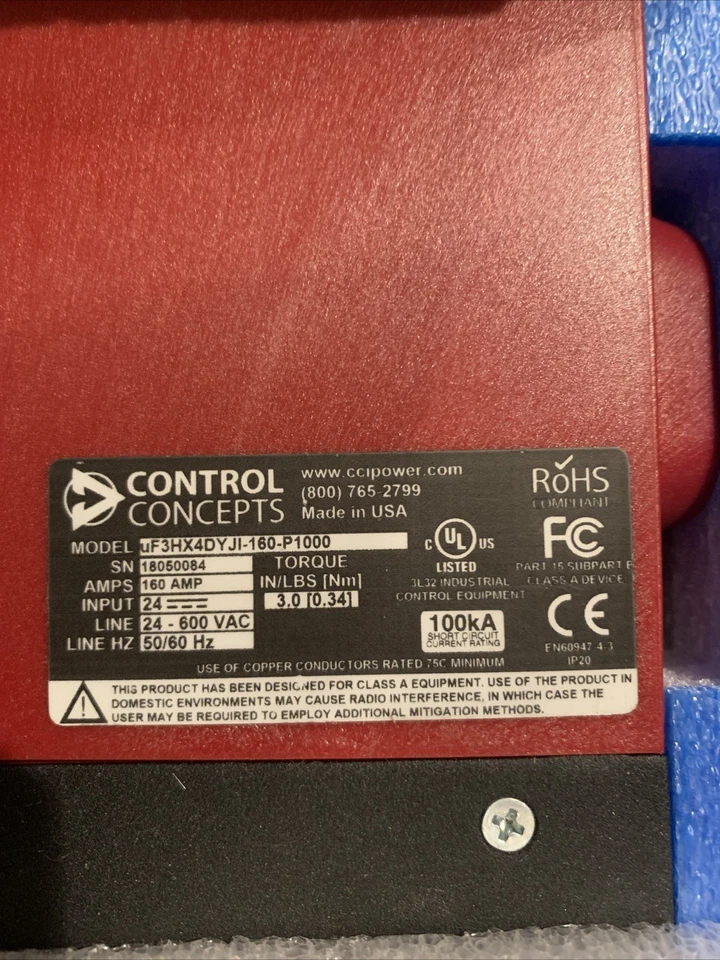 CONTROL
CONCEPTS
www.ccipower.com
(800) 765-2799
Made in USA
RoHS
COMPLIANT
MODEL uF3HX4DYJI-160-P1000
SN 18050084
AMPS 160 AMP
INPUT 24
LINE 24 - 600 VAC
LINE HZ 50/60 Hz
TORQUE
IN/LBS [Nm]
3.0 [0.34]
C UL US
LISTED
3L32 INDUSTRIAL
CONTROL EQUIPMENT
100kA
SHORT CIRCUIT
CURRENT RATING
FC
PART 15 SUBPART B
CLASS A DEVICE
CE
EN60947-4-3
IP20
USE OF COPPER CONDUCTORS RATED 75C MINIMUM
THIS PRODUCT HAS BEEN DESIGNED FOR CLASS A EQUIPMENT. USE OF THE PRODUCT IN
DOMESTIC ENVIRONMENTS MAY CAUSE RADIO INTERFERENCE, IN WHICH CASE THE
USER MAY BE REQUIRED TO EMPLOY ADDITIONAL MITIGATION METHODS.